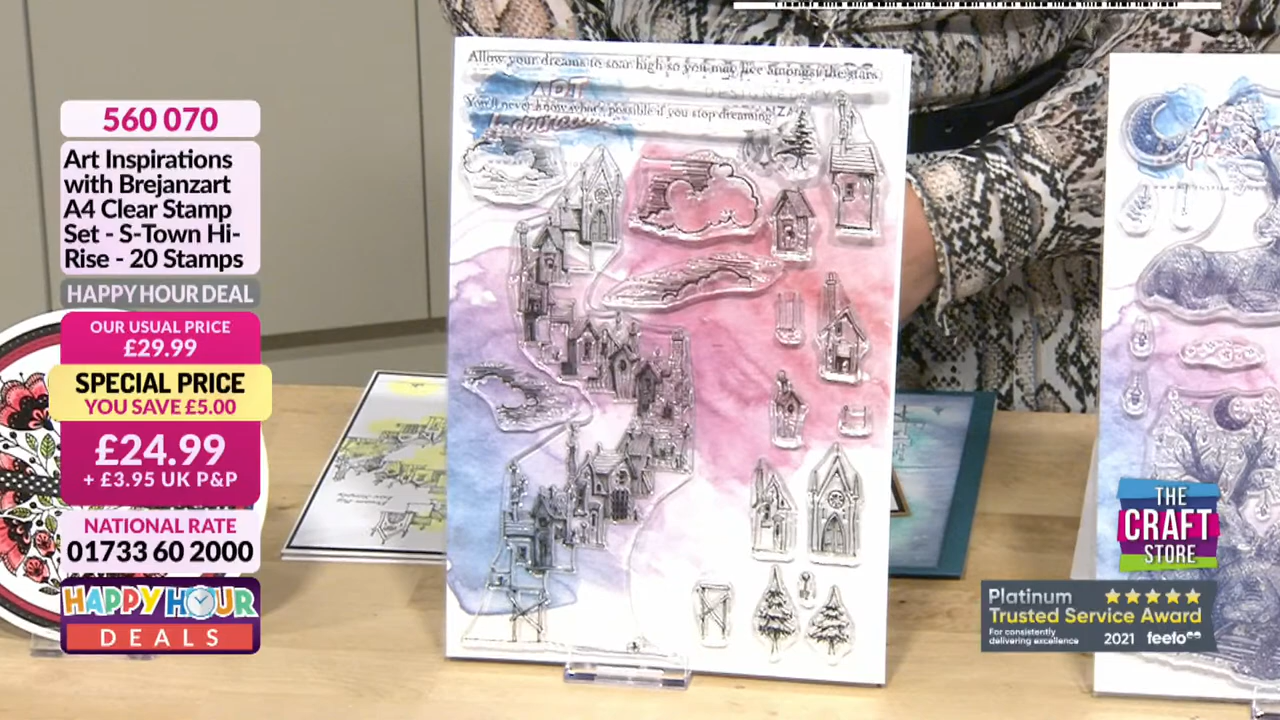 560 070
Art Inspirations
with Brejanzart
A4 Clear Stamp
Set - S-Town Hi-
Rise - 20 Stamps
HAPPY HOUR DEAL
OUR USUAL PRICE
£29.99
SPECIAL PRICE
YOU SAVE £5.00
£24.99
+ £3.95 UK P&P
NATIONAL RATE
01733 60 2000
HAPPY HOUR
DEALS
Allow your dreams to soar high so you may live amongst the stars
ART
DESIGNED BY
You'll never know what's possible if you stop dreaming
THE
CRAFT
STORE
Platinum
Trusted Service Award
For consistently
delivering excellence
2021 feefo